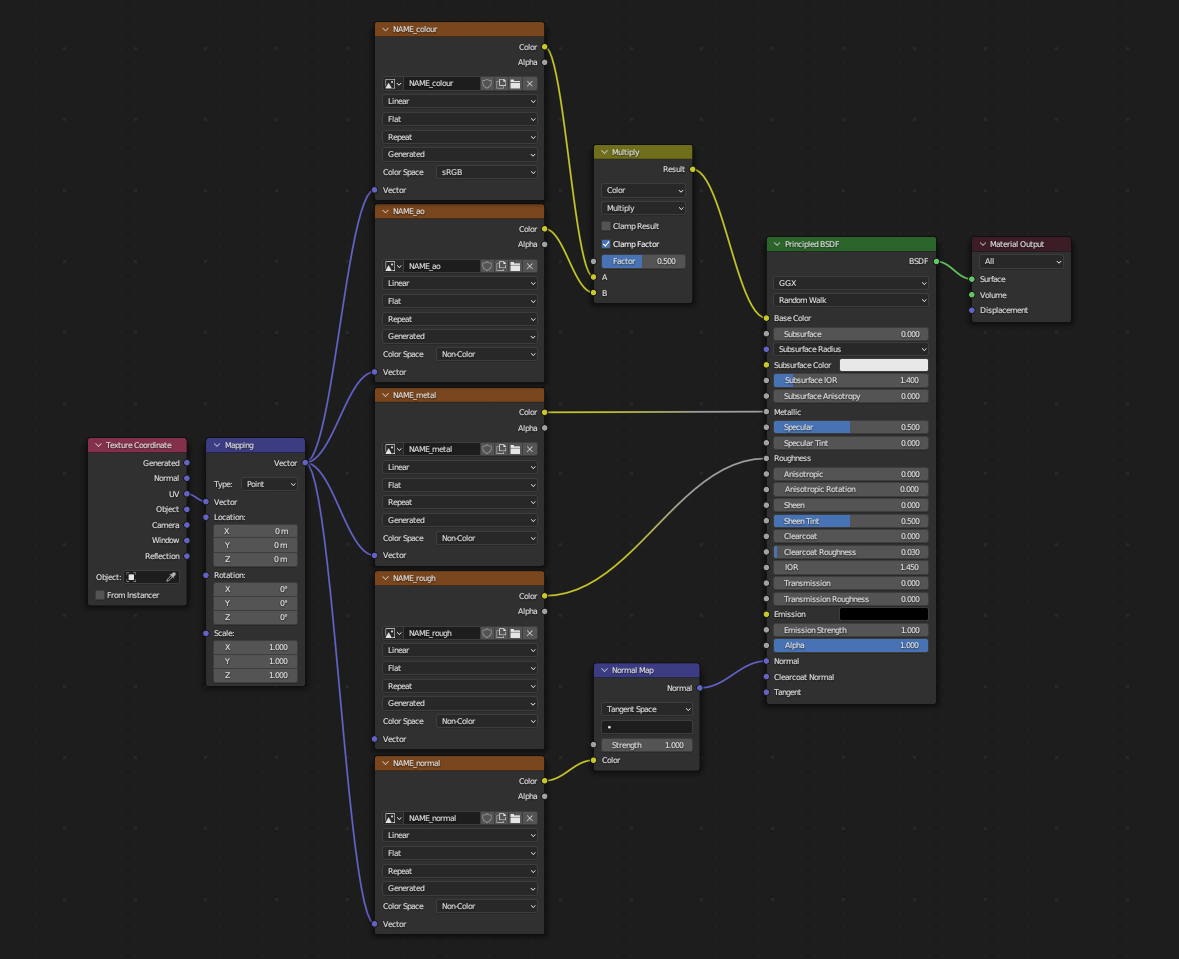 NAME_colour
Color
Alpha
NAME_colour
Linear
Flat
Repeat
Generated
Color Space sRGB
Vector
NAME_ao
Color
Alpha
NAME_ao
Linear
Flat
Repeat
Generated
Color Space Non-Color
Vector
NAME_metal
Color
Alpha
NAME_metal
Linear
Flat
Repeat
Generated
Color Space Non-Color
Vector
NAME_rough
Color
Alpha
NAME_rough
Linear
Flat
Repeat
Generated
Color Space Non-Color
Vector
NAME_normal
Color
Alpha
NAME_normal
Linear
Flat
Repeat
Generated
Color Space Non-Color
Vector
Texture Coordinate
Generated
Normal
UV
Object
Camera
Window
Reflection
Object:
From Instancer
Mapping
Vector
Type: Point
Vector
Location:
X 0 m
Y 0 m
Z 0 m
Rotation:
X 0°
Y 0°
Z 0°
Scale:
X 1.000
Y 1.000
Z 1.000
Multiply
Result
Color
Multiply
Clamp Result
Clamp Factor
Factor 0.500
A
B
Normal Map
Normal
Tangent Space
Strength 1.000
Color
Principled BSDF
BSDF
GGX
Random Walk
Base Color
Subsurface 0.000
Subsurface Radius
Subsurface Color
Subsurface IOR 1.400
Subsurface Anisotropy 0.000
Metallic
Specular 0.500
Specular Tint 0.000
Roughness
Anisotropic 0.000
Anisotropic Rotation 0.000
Sheen 0.000
Sheen Tint 0.500
Clearcoat 0.000
Clearcoat Roughness 0.030
IOR 1.450
Transmission 0.000
Transmission Roughness 0.000
Emission
Emission Strength 1.000
Alpha 1.000
Normal
Clearcoat Normal
Tangent
Material Output
All
Surface
Volume
Displacement